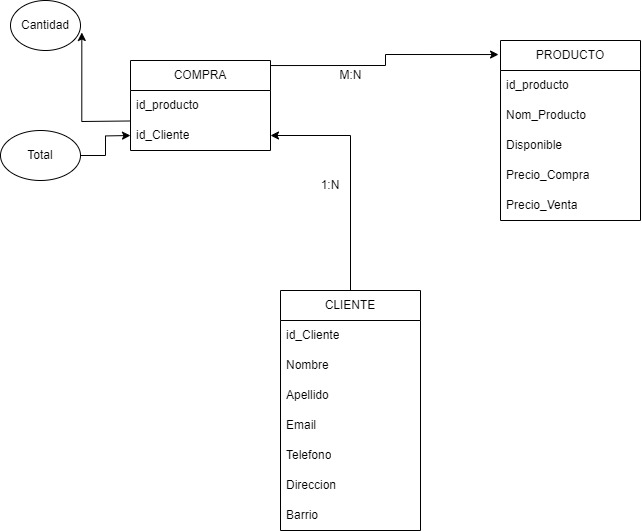 Cantidad
COMPRA
id_producto
id_Cliente
Total
M:N
PRODUCTO
id_producto
Nom_Producto
Disponible
Precio_Compra
Precio_Venta
1:N
CLIENTE
id_Cliente
Nombre
Apellido
Email
Telefono
Direccion
Barrio